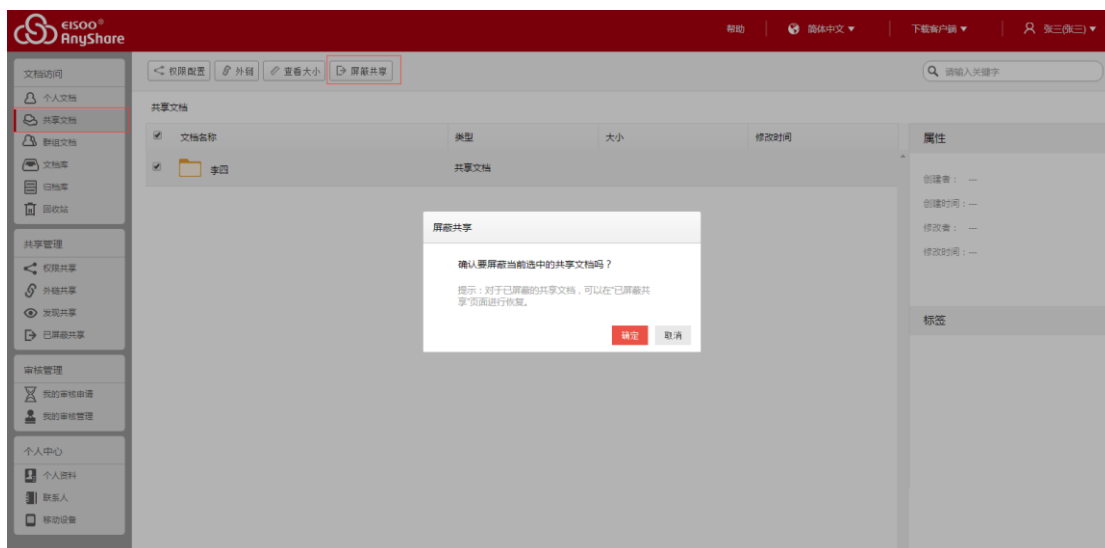 EISOO®
AnyShare
帮助
简体中文
下载客户端
张三(张三)
文档访问
个人文档
共享文档
群组文档
文档库
归档库
回收站
共享管理
权限共享
外链共享
发现共享
已屏蔽共享
审核管理
我的审核申请
我的审核管理
个人中心
个人资料
联系人
移动设备
权限配置
外链
查看大小
屏蔽共享
请输入关键字
共享文档
文档名称 类型 大小 修改时间
李四 共享文档
属性
创建者： —
创建时间：—
修改者： —
修改时间：—
标签
屏蔽共享
确认要屏蔽当前选中的共享文档吗？
提示：对于已屏蔽的共享文档，可以在“已屏蔽共
享”页面进行恢复。
确定 取消